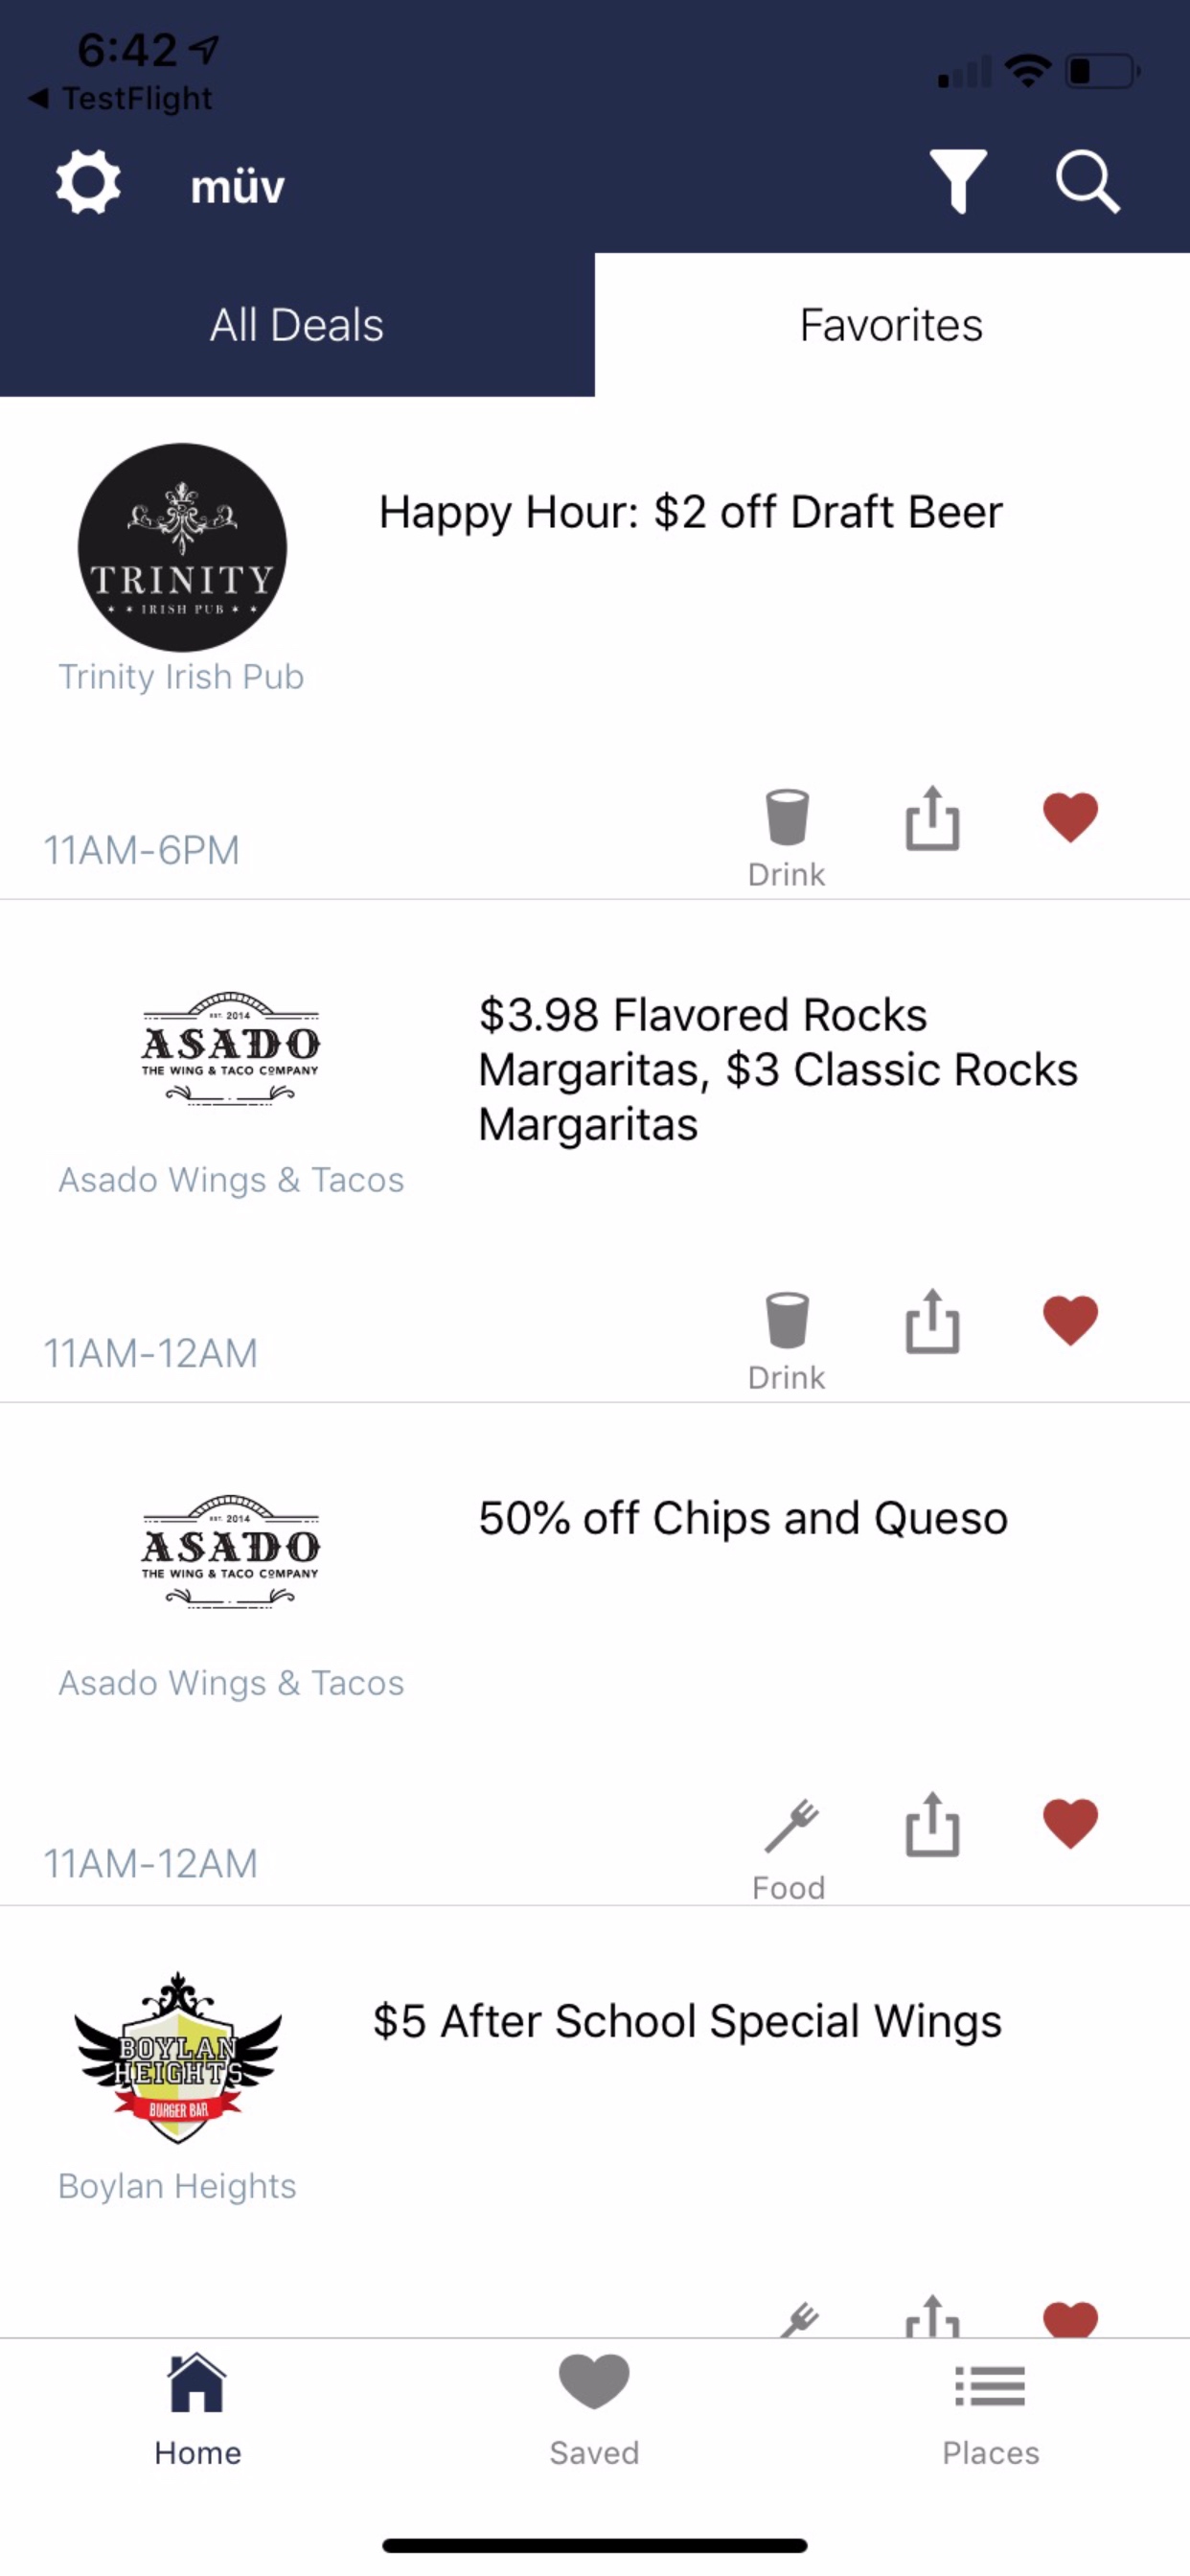 6:42
TestFlight
müv
All Deals
Favorites
TRINITY
IRISH PUB
Trinity Irish Pub
Happy Hour: $2 off Draft Beer
11AM-6PM
Drink
EST. 2014
ASADO
THE WING & TACO COMPANY
Asado Wings & Tacos
$3.98 Flavored Rocks
Margaritas, $3 Classic Rocks
Margaritas
11AM-12AM
Drink
EST. 2014
ASADO
THE WING & TACO COMPANY
Asado Wings & Tacos
50% off Chips and Queso
11AM-12AM
Food
BOYLAN
HEIGHTS
BURGER BAR
Boylan Heights
$5 After School Special Wings
Home
Saved
Places